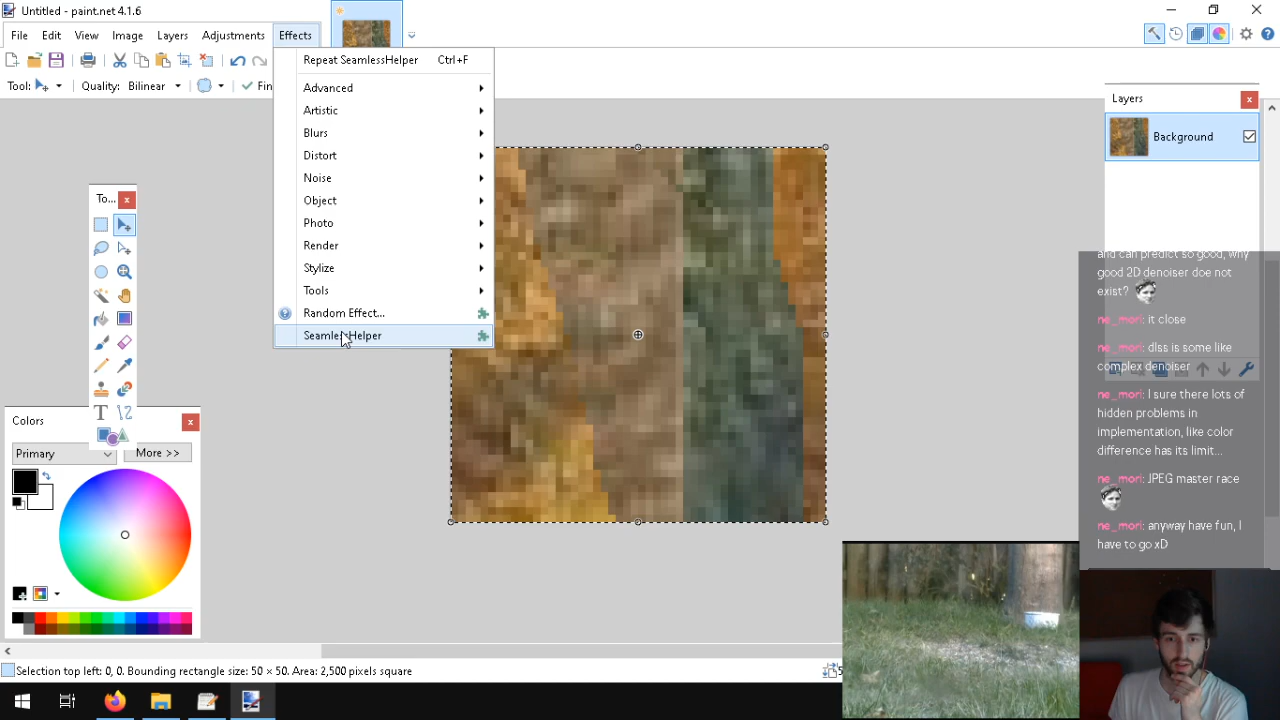 Untitled - paint.net 4.1.6
File Edit View Image Layers Adjustments Effects
Tool: Quality: Bilinear Fin
Repeat SeamlessHelper Ctrl+F
Advanced
Artistic
Blurs
Distort
Noise
Object
Photo
Render
Stylize
Tools
Random Effect...
SeamlessHelper
To...
Colors
Primary
More >>
Layers
Background
and can predict so good, why
good 2D denoiser doe not
exist?
ne_mori: it close
ne_mori: dlss is some like
complex denoiser
ne_mori: I sure there lots of
hidden problems in
implementation, like color
difference has its limit...
ne_mori: JPEG master race
ne_mori: anyway have fun, I
have to go xD
Selection top left: 0, 0. Bounding rectangle size: 50 × 50. Area: 2,500 pixels square